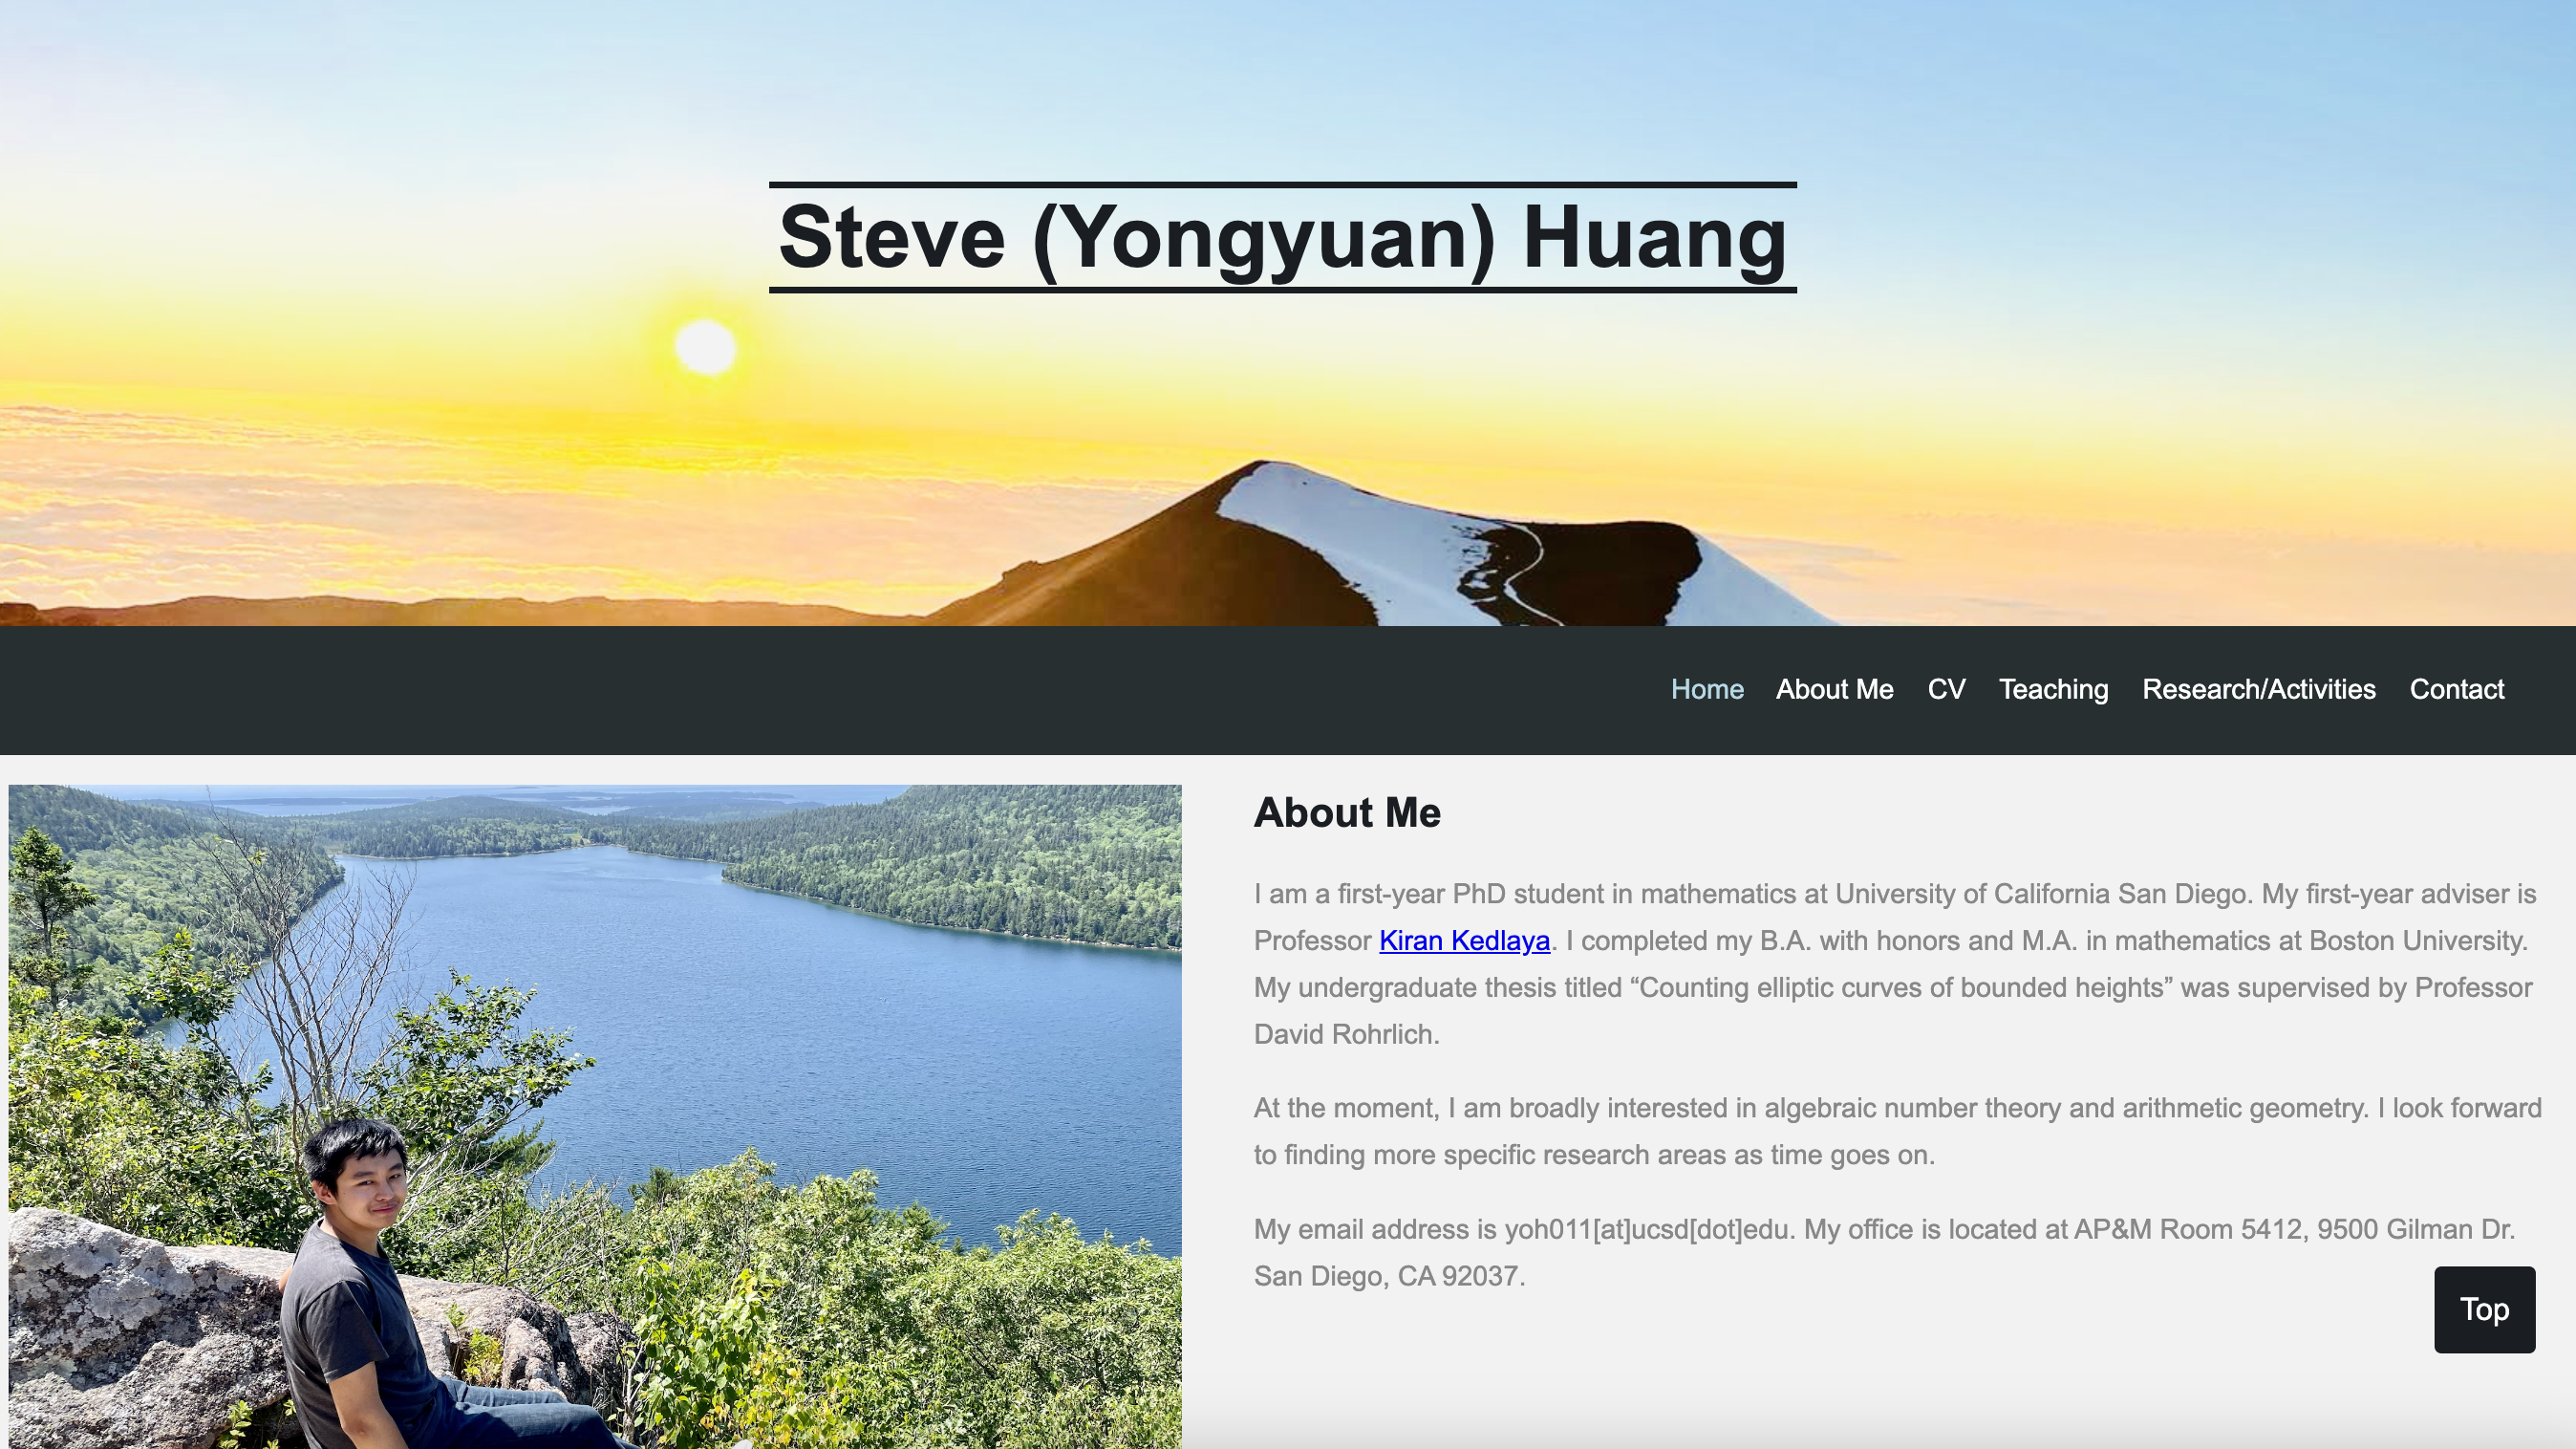 Steve (Yongyuan) Huang
Home About Me CV Teaching Research/Activities Contact
About Me
I am a first-year PhD student in mathematics at University of California San Diego. My first-year adviser is
Professor Kiran Kedlaya. I completed my B.A. with honors and M.A. in mathematics at Boston University.
My undergraduate thesis titled “Counting elliptic curves of bounded heights” was supervised by Professor
David Rohrlich.
At the moment, I am broadly interested in algebraic number theory and arithmetic geometry. I look forward
to finding more specific research areas as time goes on.
My email address is yoh011[at]ucsd[dot]edu. My office is located at AP&M Room 5412, 9500 Gilman Dr.
San Diego, CA 92037.
Top